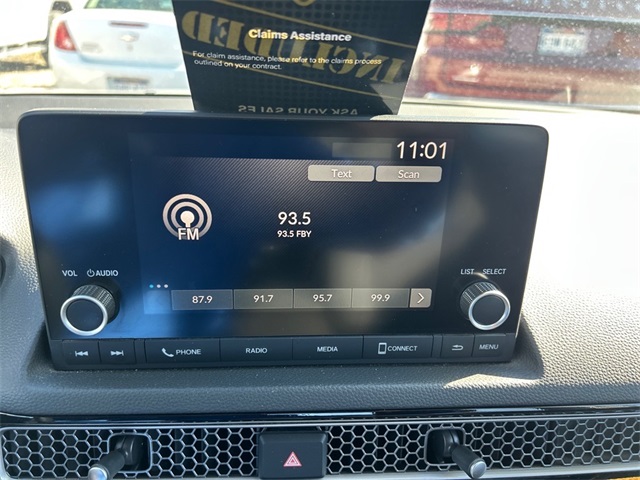 Claims Assistance
For claim assistance, please refer to the claims process
outlined on your contract.
INCLUDED
ASK YOUR SALES
11:01
Text Scan
FM
93.5
93.5 FBY
VOL AUDIO
LIST SELECT
87.9 91.7 95.7 99.9
PHONE RADIO MEDIA CONNECT MENU